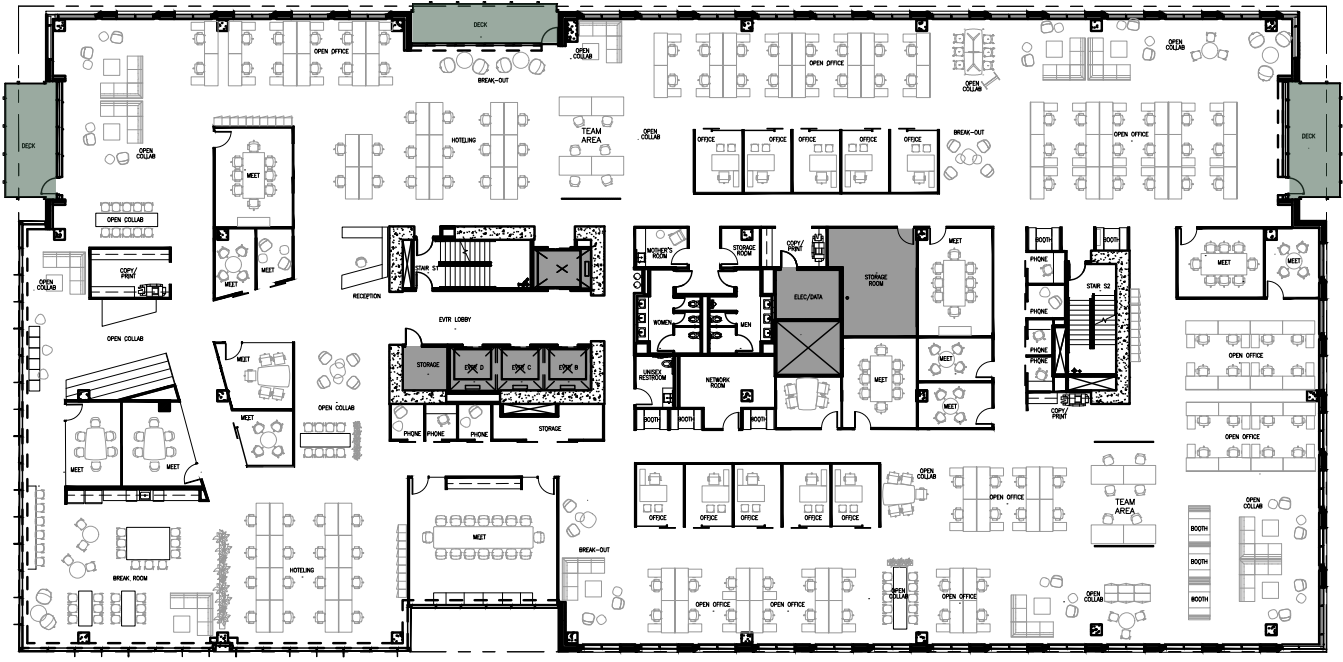 DECK
OPEN OFFICE
OPEN
COLLAB
BREAK-OUT
OPEN OFFICE
OPEN
COLLAB
OPEN
COLLAB
DECK
OPEN
COLLAB
HOTELING
TEAM
AREA
OPEN
COLLAB
OFFICE
OFFICE
OFFICE
OFFICE
OFFICE
BREAK-OUT
OPEN OFFICE
DECK
MEET
OPEN COLLAB
COPY/
PRINT
OPEN
COLLAB
MEET
MEET
RECEPTION
STAIR S1
EVTR LOBBY
MOTHER'S
ROOM
STORAGE
ROOM
COPY/
PRINT
STORAGE
ROOM
ELEC/DATA
MEET
BOOTH
BOOTH
PHONE
PHONE
PHONE
PHONE
STAIR S2
MEET
MEET
WOMEN
MEN
OPEN COLLAB
MEET
MEET
OPEN COLLAB
STORAGE
EVTR D
EVTR C
EVTR B
PHONE
PHONE
PHONE
STORAGE
UNISEX
RESTROOM
NETWORK
ROOM
BOOTH
BOOTH
BOOTH
MEET
MEET
MEET
COPY/
PRINT
OPEN OFFICE
OPEN OFFICE
MEET
MEET
BREAK ROOM
HOTELING
MEET
BREAK-OUT
OFFICE
OFFICE
OFFICE
OFFICE
OFFICE
OPEN
COLLAB
OPEN OFFICE
TEAM
AREA
BOOTH
BOOTH
BOOTH
OPEN
COLLAB
OPEN OFFICE
OPEN OFFICE
OPEN
COLLAB
OPEN OFFICE
OPEN
COLLAB